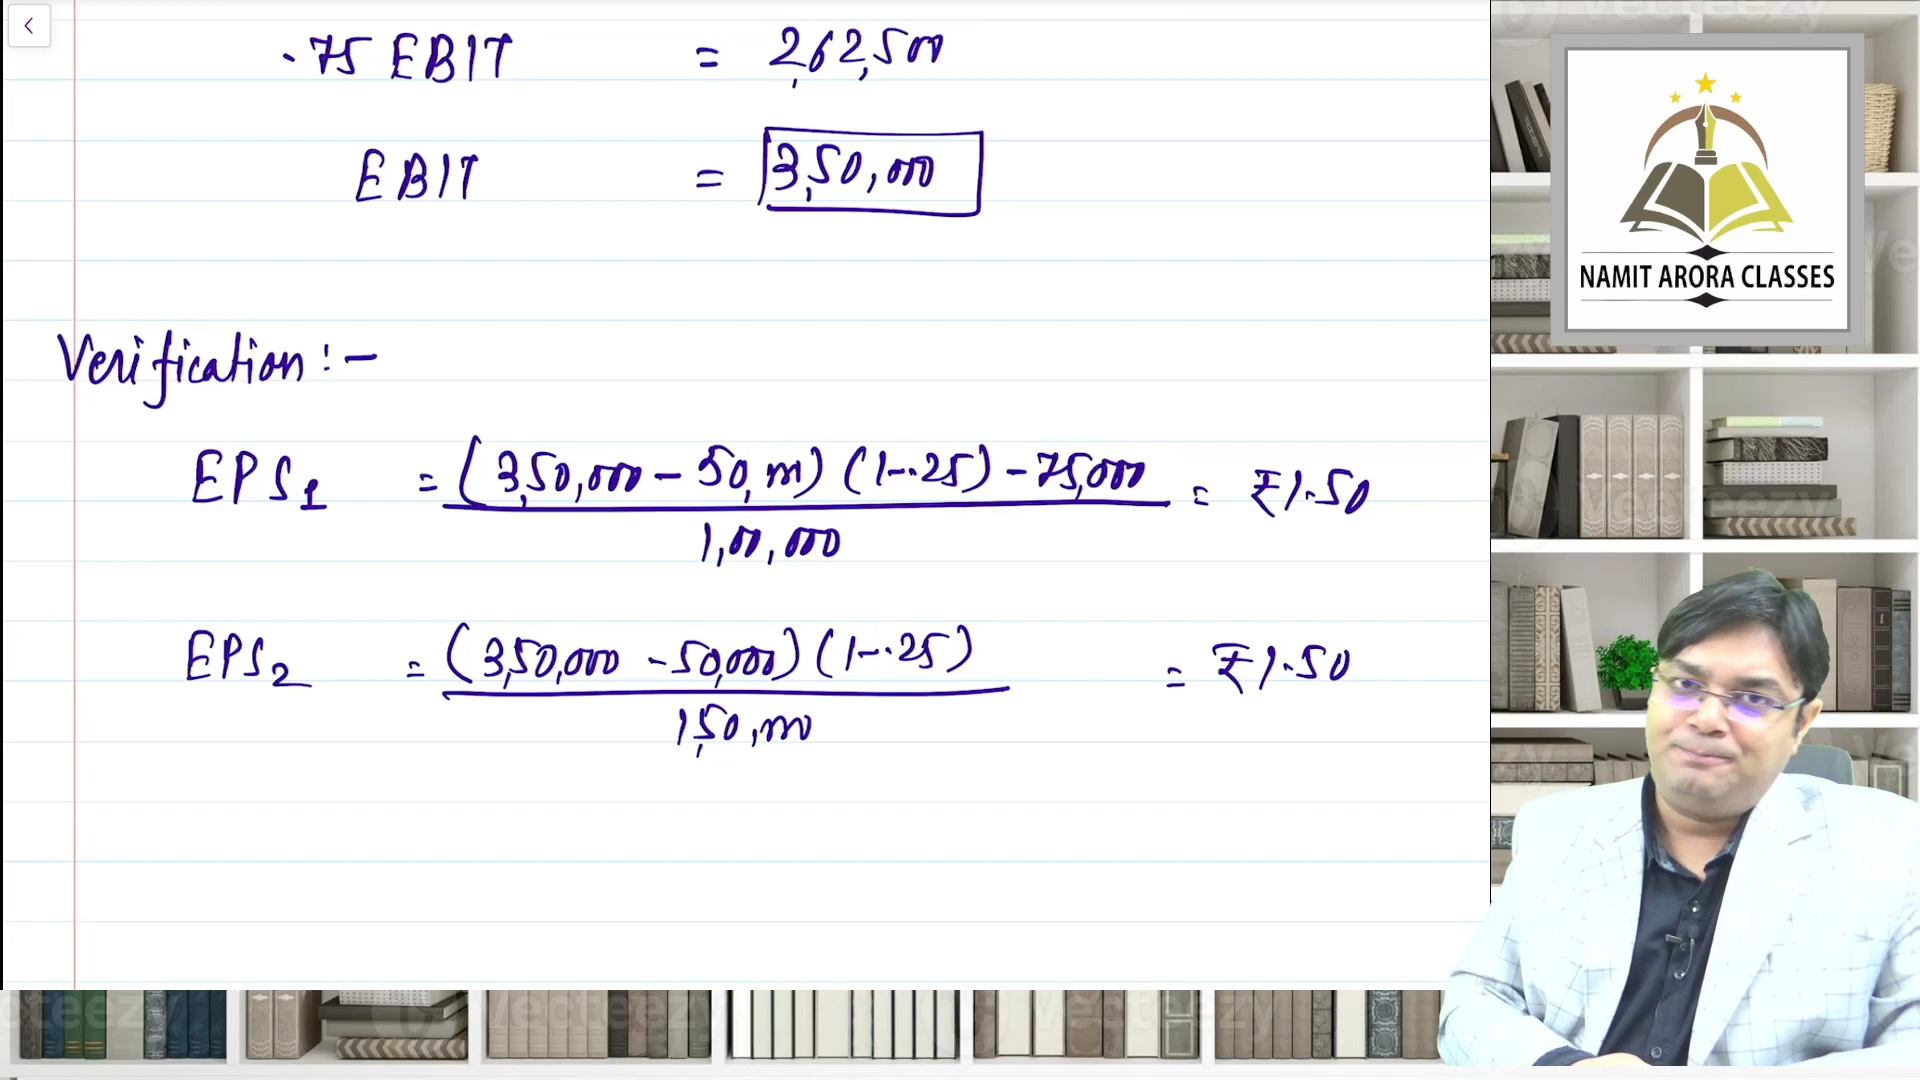 .75 EBIT = 2,62,500
EBIT = 3,50,000
Verification :-
EPS1 = (3,50,000 - 50,000) (1-.25) - 75,000 = ₹1.50
1,00,000
EPS2 = (3,50,000 - 50,000) (1-.25) = ₹1.50
1,50,000
NAMIT ARORA CLASSES
vecteezy